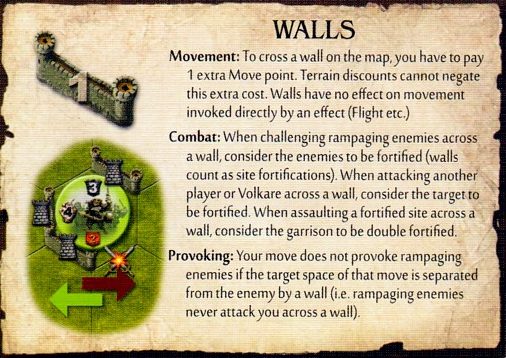 WALLS
Movement: To cross a wall on the map, you have to pay
1 extra Move point. Terrain discounts cannot negate
this extra cost. Walls have no effect on movement
invoked directly by an effect (Flight etc.)
Combat: When challenging rampaging enemies across
a wall, consider the enemies to be fortified (walls
count as site fortifications). When attacking another
player or Volkare across a wall, consider the target to
be fortified. When assaulting a fortified site across a
wall, consider the garrison to be double fortified.
Provoking: Your move does not provoke rampaging
enemies if the target space of that move is separated
from the enemy by a wall (i.e. rampaging enemies
never attack you across a wall).
1
3
4